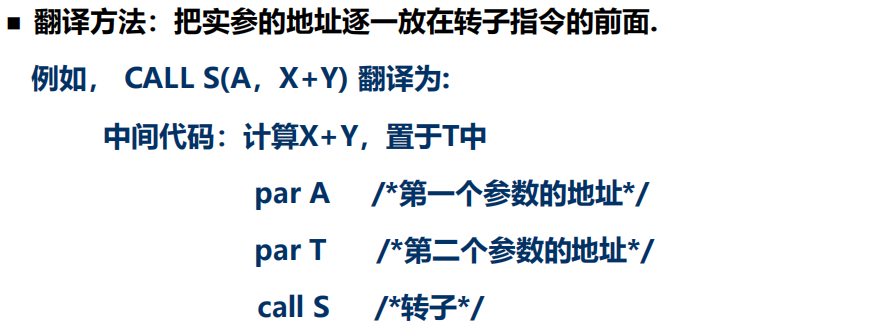 ▪ 翻译方法：把实参的地址逐一放在转子指令的前面.
例如， CALL S(A，X+Y) 翻译为:
中间代码：计算X+Y，置于T中
par A /*第一个参数的地址*/
par T /*第二个参数的地址*/
call S /*转子*/